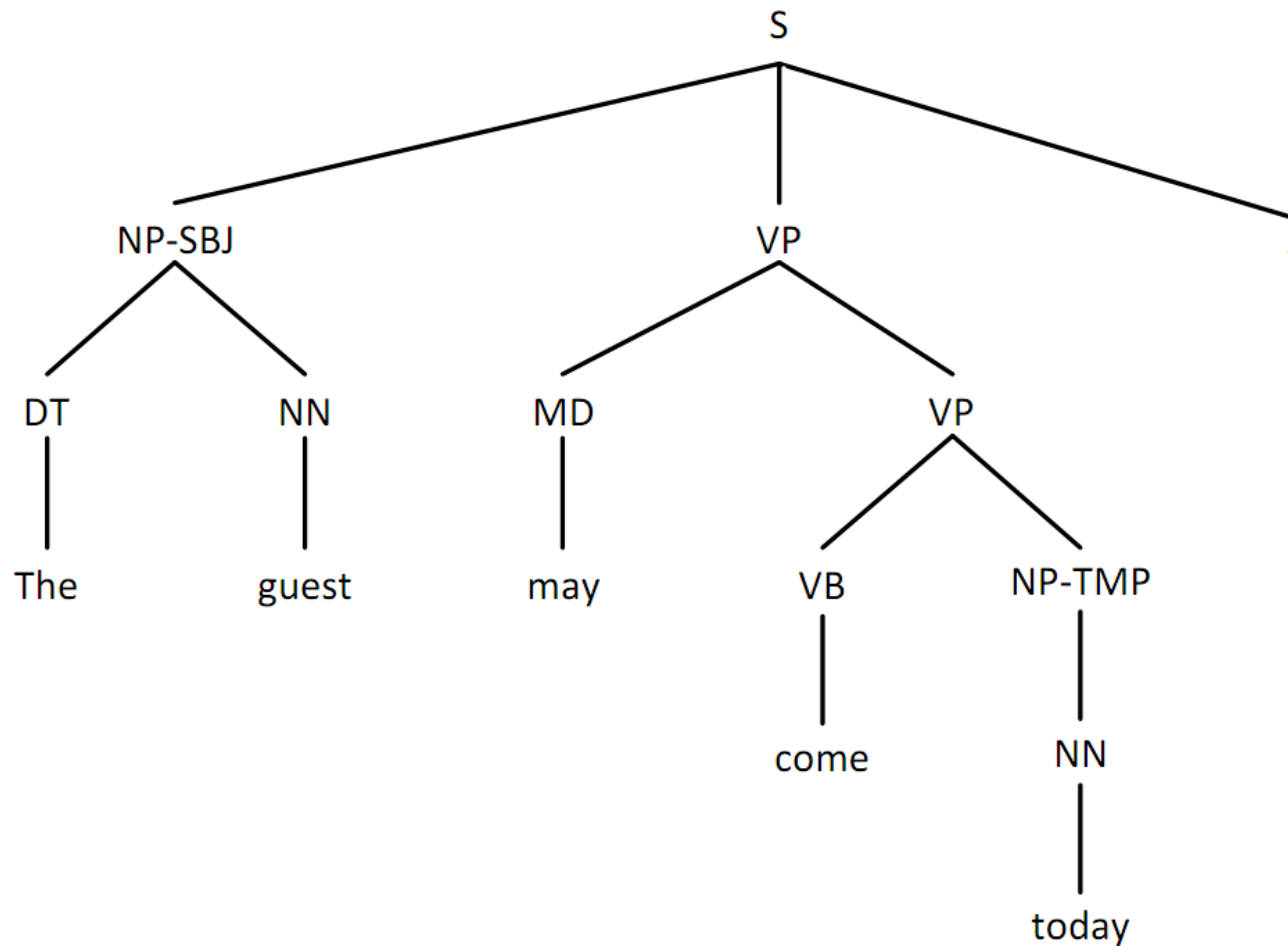 S
NP-SBJ VP
DT NN MD VP
The guest may VB NP-TMP
come NN
today